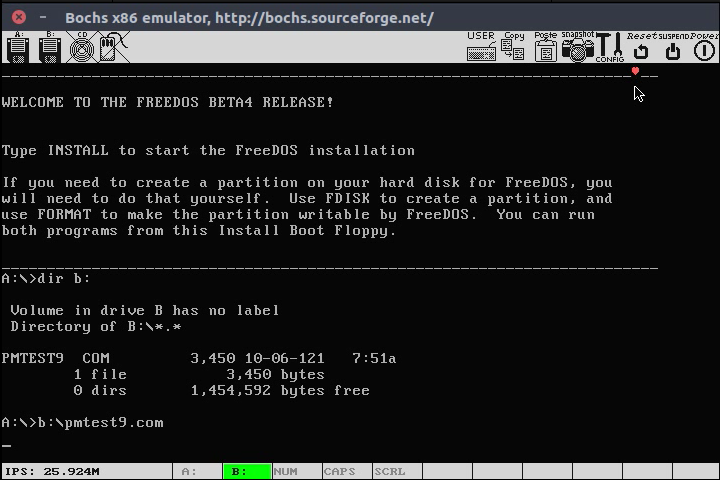 Bochs x86 emulator, http://bochs.sourceforge.net/
A: B: CD USER Copy Paste snapshot CONFIG Reset SUSPEND Power
WELCOME TO THE FREEDOS BETA4 RELEASE!
Type INSTALL to start the FreeDOS installation
If you need to create a partition on your hard disk for FreeDOS, you
will need to do that yourself.  Use FDISK to create a partition, and
use FORMAT to make the partition writable by FreeDOS.  You can run
both programs from this Install Boot Floppy.
A:\>dir b:
Volume in drive B has no label
Directory of B:\*.*
PMTEST9  COM          3,450 10-06-121   7:51a
1 file            3,450 bytes
0 dirs        1,454,592 bytes free
A:\>b:\pmtest9.com
_
IPS: 25.924M A: B: NUM CAPS SCRL